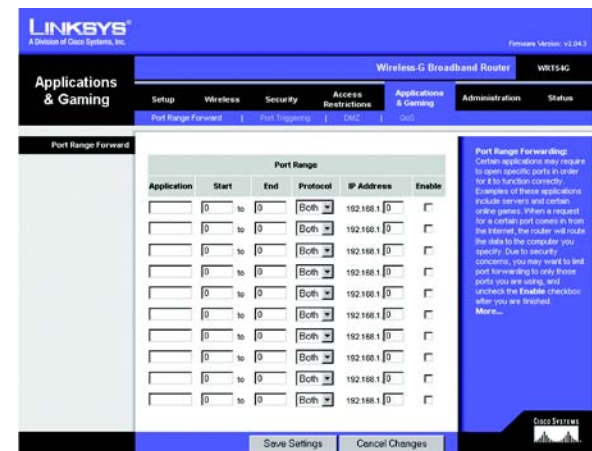 LINKSYS®
A Division of Cisco Systems, Inc.
Firmware Version: v2.04.3
Wireless-G Broadband Router WRT54G
Applications & Gaming
Setup Wireless Security Access Restrictions Applications & Gaming Administration Status
Port Range Forward | Port Triggering | DMZ | QoS
Port Range Forward
Port Range
Application Start End Protocol IP Address Enable
0 to 0 Both 192.168.1.0
0 to 0 Both 192.168.1.0
0 to 0 Both 192.168.1.0
0 to 0 Both 192.168.1.0
0 to 0 Both 192.168.1.0
0 to 0 Both 192.168.1.0
0 to 0 Both 192.168.1.0
0 to 0 Both 192.168.1.0
0 to 0 Both 192.168.1.0
0 to 0 Both 192.168.1.0
Port Range Forwarding:
Certain applications may require
to open specific ports in order
for it to function correctly.
Examples of these applications
include servers and certain
online games. When a request
for a certain port comes in from
the Internet, the router will route
the data to the computer you
specify. Due to security
concerns, you may want to limit
port forwarding to only those
ports you are using, and
uncheck the Enable checkbox
after you are finished.
More...
Save Settings Cancel Changes
CISCO SYSTEMS